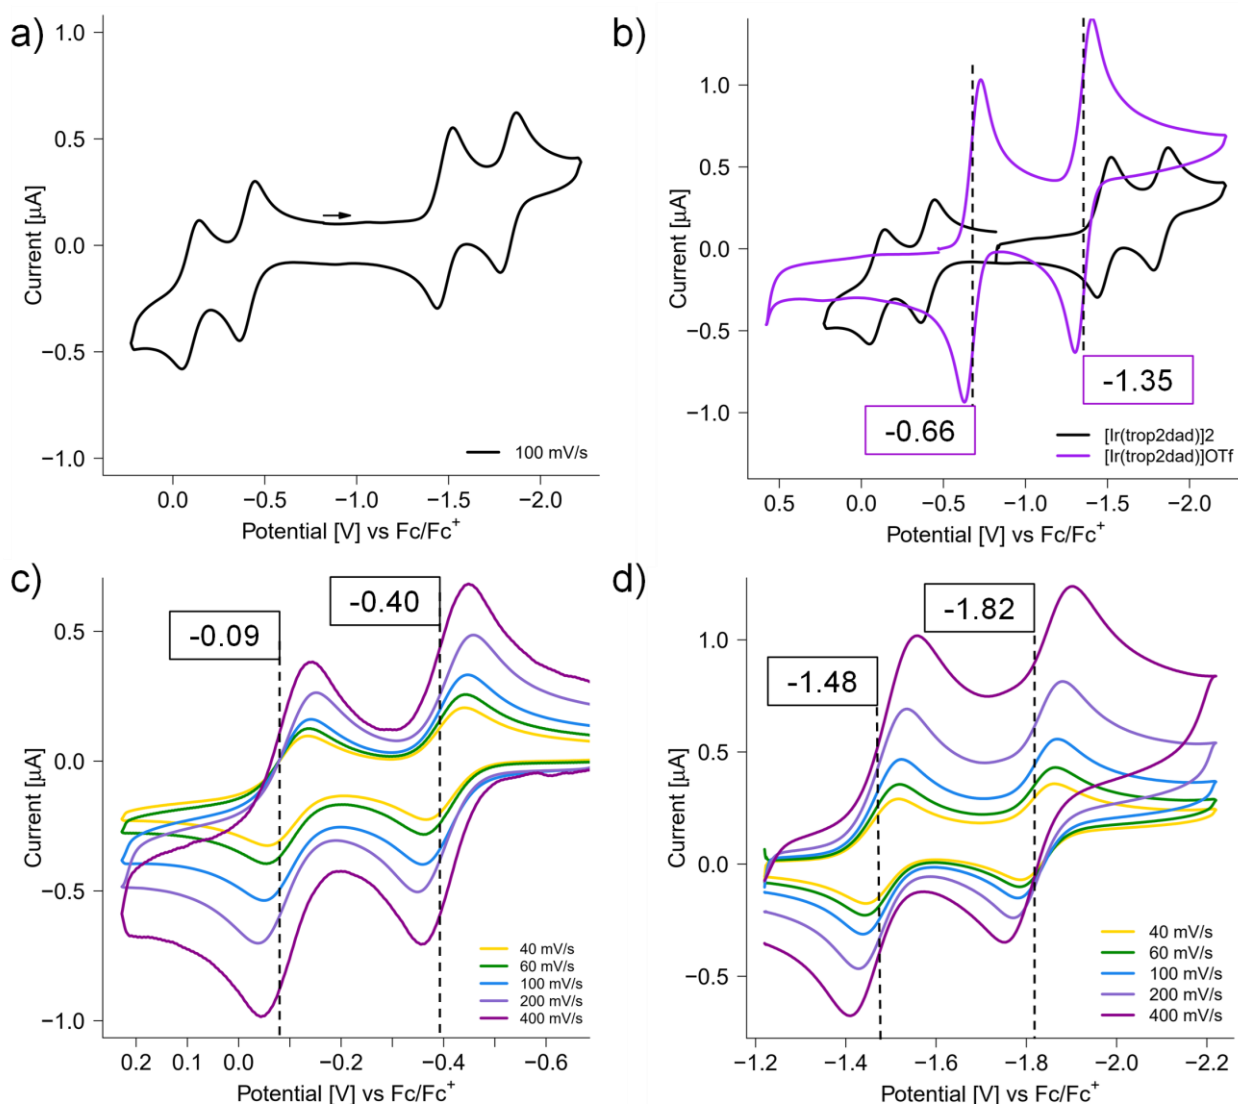 a)
1.0
0.5
0.0
−0.5
−1.0
Current [µA]
100 mV/s
0.0 −0.5 −1.0 −1.5 −2.0
Potential [V] vs Fc/Fc⁺
b)
1.0
0.5
0.0
−0.5
−1.0
Current [µA]
-1.35
-0.66
[Ir(trop2dad)]2
[Ir(trop2dad)]OTf
0.5 0.0 −0.5 −1.0 −1.5 −2.0
Potential [V] vs Fc/Fc⁺
c)
0.5
0.0
−0.5
−1.0
Current [µA]
-0.40
-0.09
40 mV/s
60 mV/s
100 mV/s
200 mV/s
400 mV/s
0.1 0.0 −0.2 −0.4 −0.6
Potential [V] vs Fc/Fc⁺
d)
1.0
0.5
0.0
−0.5
Current [µA]
-1.82
-1.48
40 mV/s
60 mV/s
100 mV/s
200 mV/s
400 mV/s
−1.2 −1.4 −1.6 −1.8 −2.0 −2.2
Potential [V] vs Fc/Fc⁺